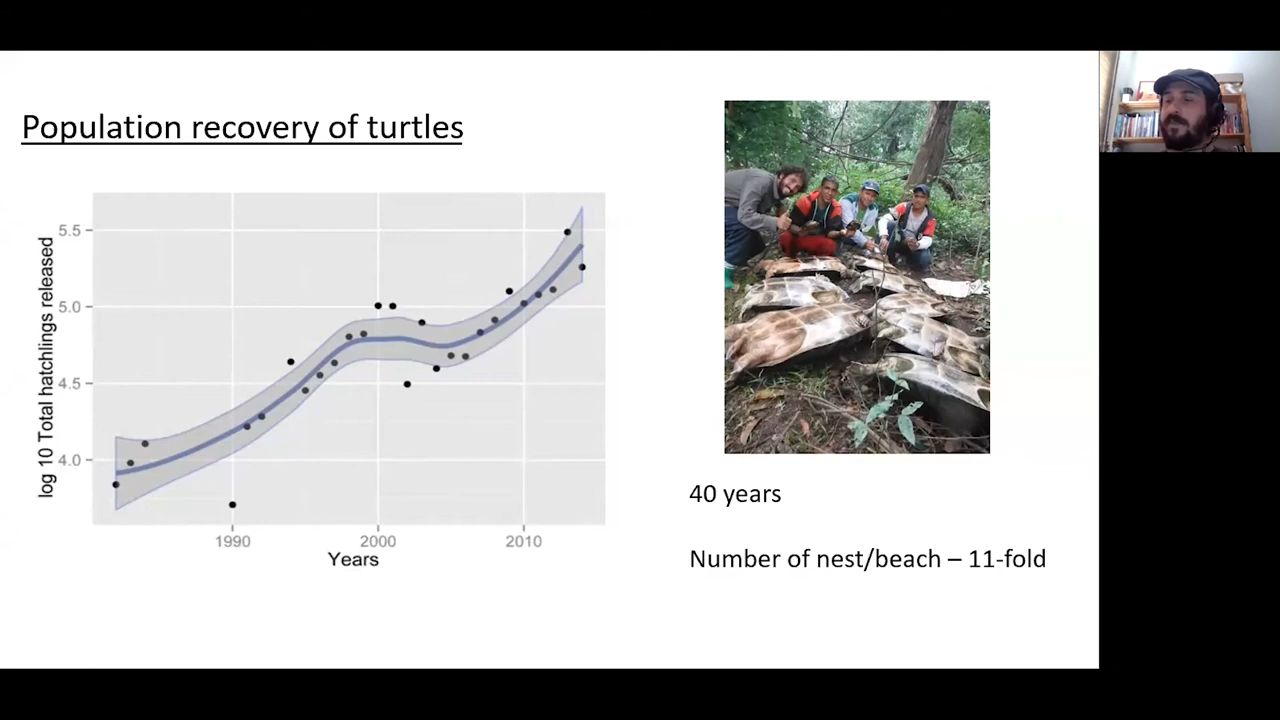 Population recovery of turtles
log 10 Total hatchlings released
5.5
5.0
4.5
4.0
1990
2000
2010
Years
40 years
Number of nest/beach – 11-fold